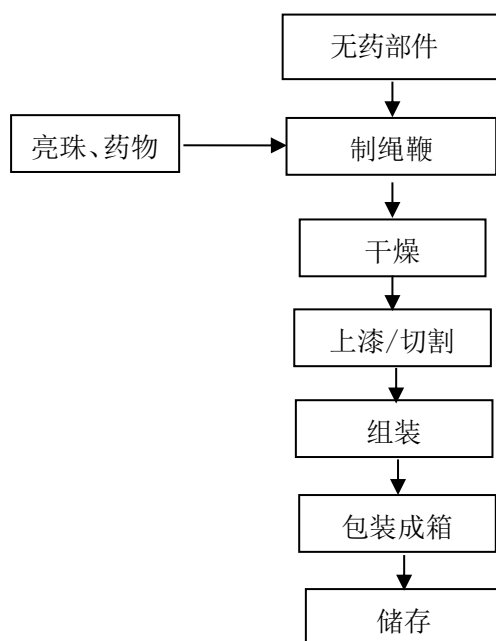 无药部件
亮珠、药物
制绳鞭
干燥
上漆/切割
组装
包装成箱
储存